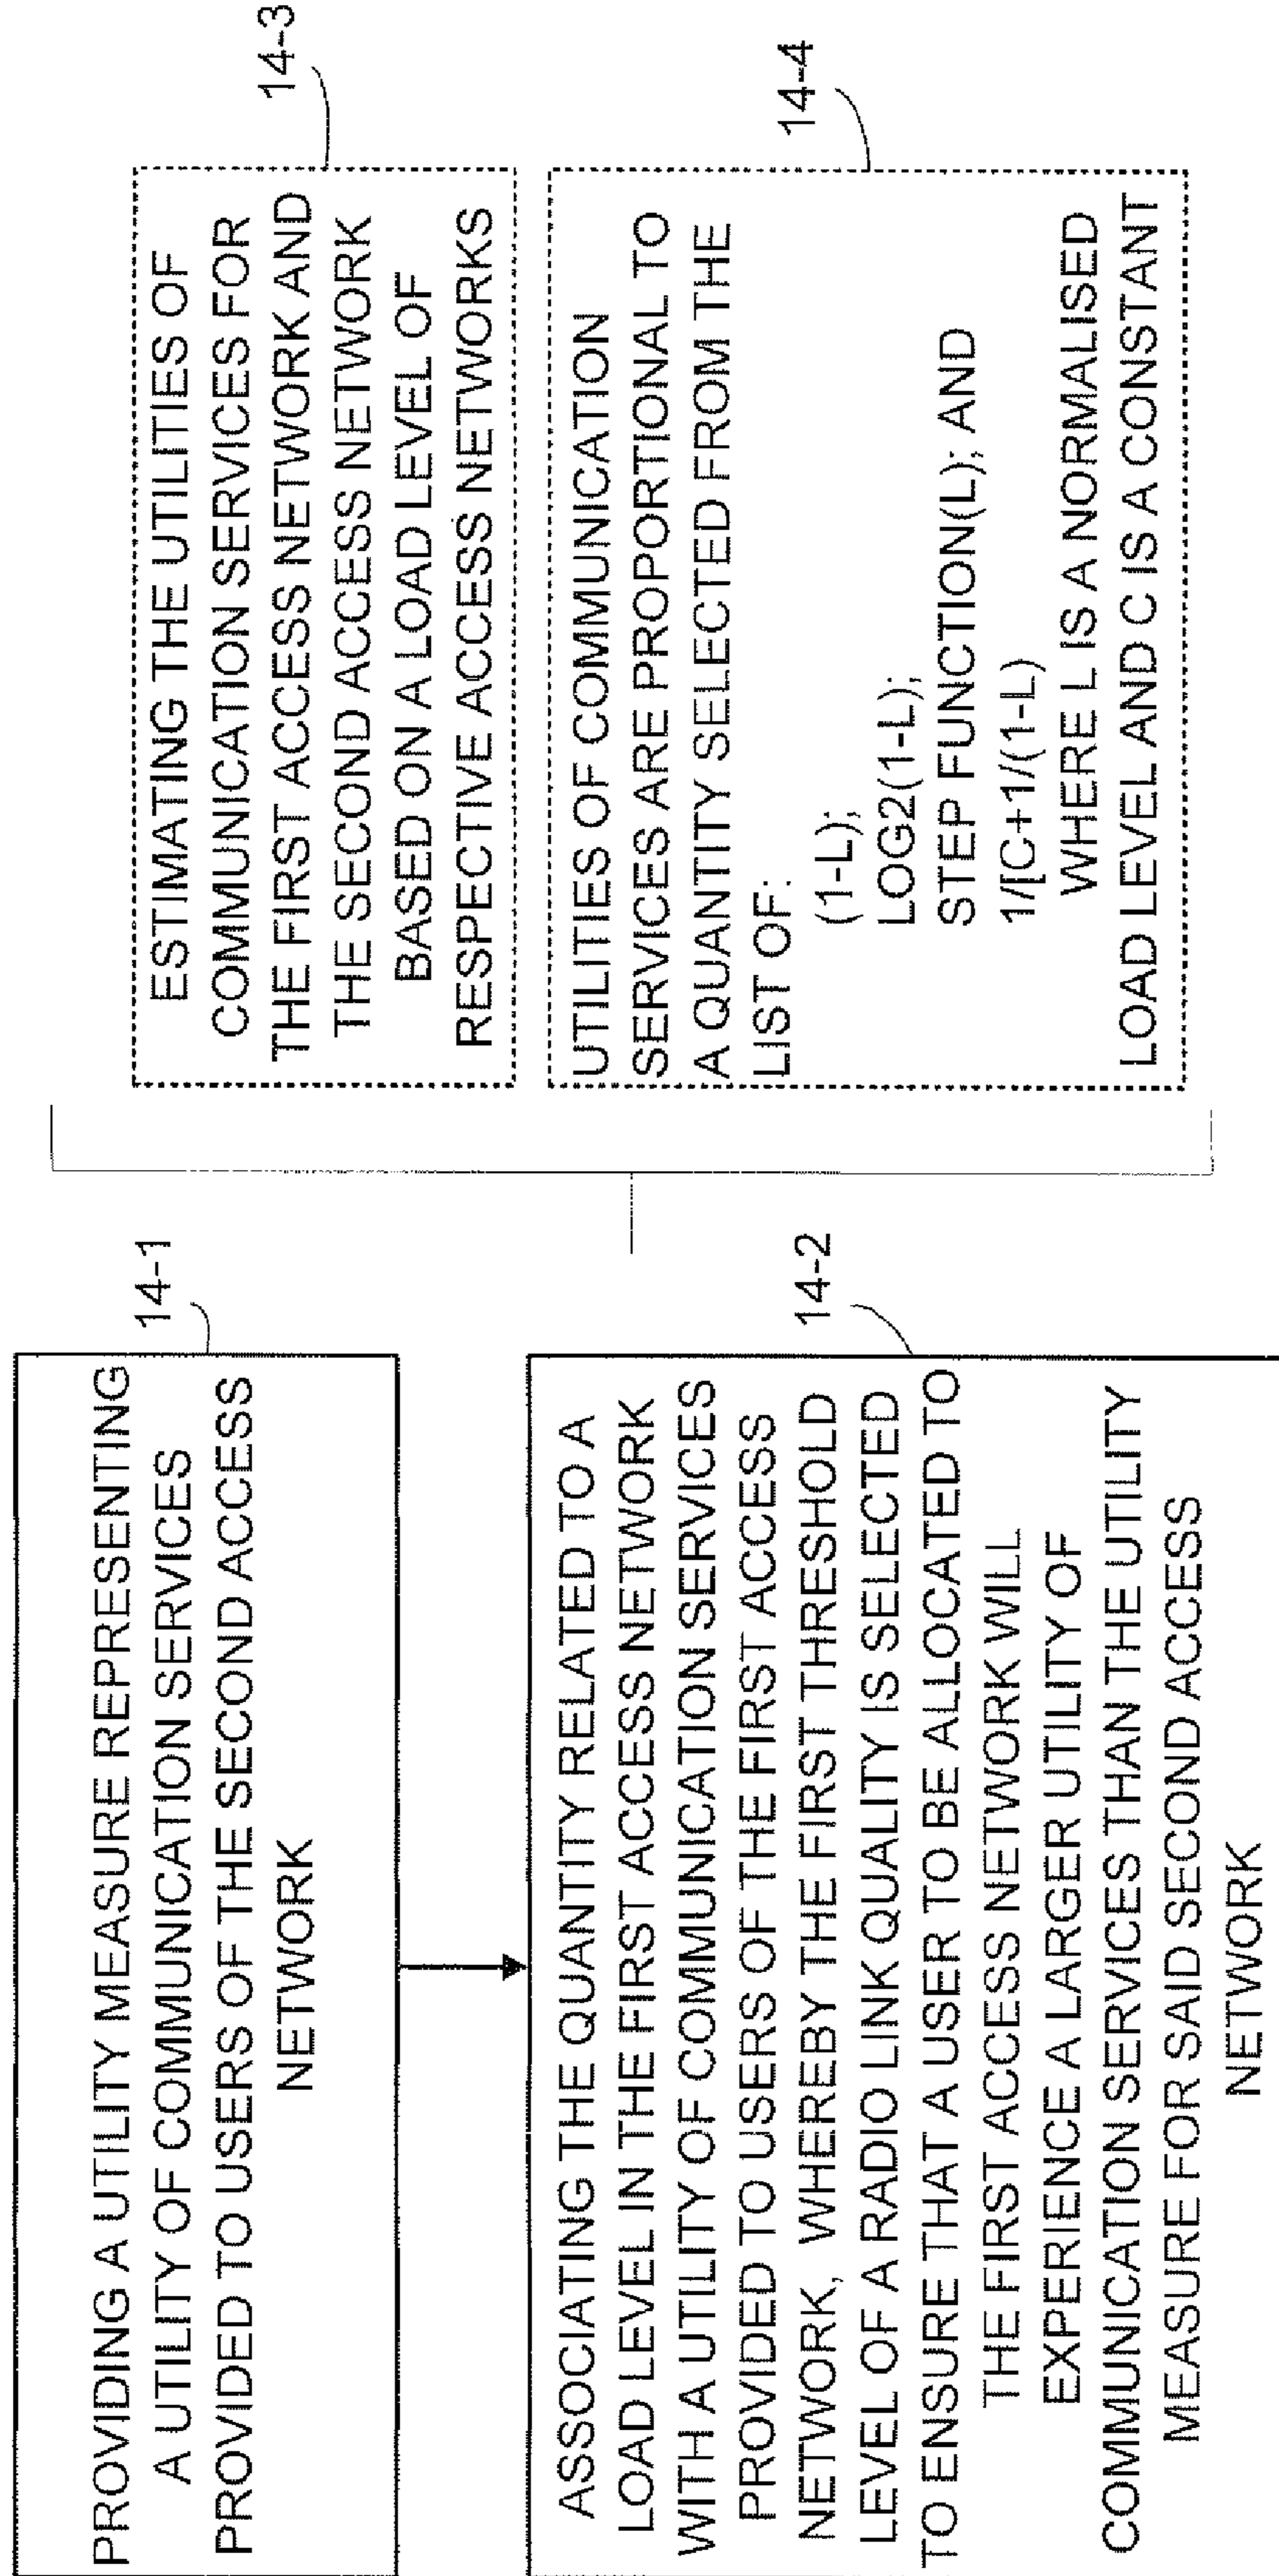 PROVIDING A UTILITY MEASURE REPRESENTING
A UTILITY OF COMMUNICATION SERVICES
PROVIDED TO USERS OF THE SECOND ACCESS
NETWORK
14-1
ASSOCIATING THE QUANTITY RELATED TO A
LOAD LEVEL IN THE FIRST ACCESS NETWORK
WITH A UTILITY OF COMMUNICATION SERVICES
PROVIDED TO USERS OF THE FIRST ACCESS
NETWORK, WHEREBY THE FIRST THRESHOLD
LEVEL OF A RADIO LINK QUALITY IS SELECTED
TO ENSURE THAT A USER TO BE ALLOCATED TO
THE FIRST ACCESS NETWORK WILL
EXPERIENCE A LARGER UTILITY OF
COMMUNICATION SERVICES THAN THE UTILITY
MEASURE FOR SAID SECOND ACCESS
NETWORK
14-2
ESTIMATING THE UTILITIES OF
COMMUNICATION SERVICES FOR
THE FIRST ACCESS NETWORK AND
THE SECOND ACCESS NETWORK
BASED ON A LOAD LEVEL OF
RESPECTIVE ACCESS NETWORKS
14-3
UTILITIES OF COMMUNICATION
SERVICES ARE PROPORTIONAL TO
A QUANTITY SELECTED FROM THE
LIST OF:
(1-L);
LOG2(1-L);
STEP FUNCTION(L); AND
1/[C+1/(1-L)
WHERE L IS A NORMALISED
LOAD LEVEL AND C IS A CONSTANT
14-4